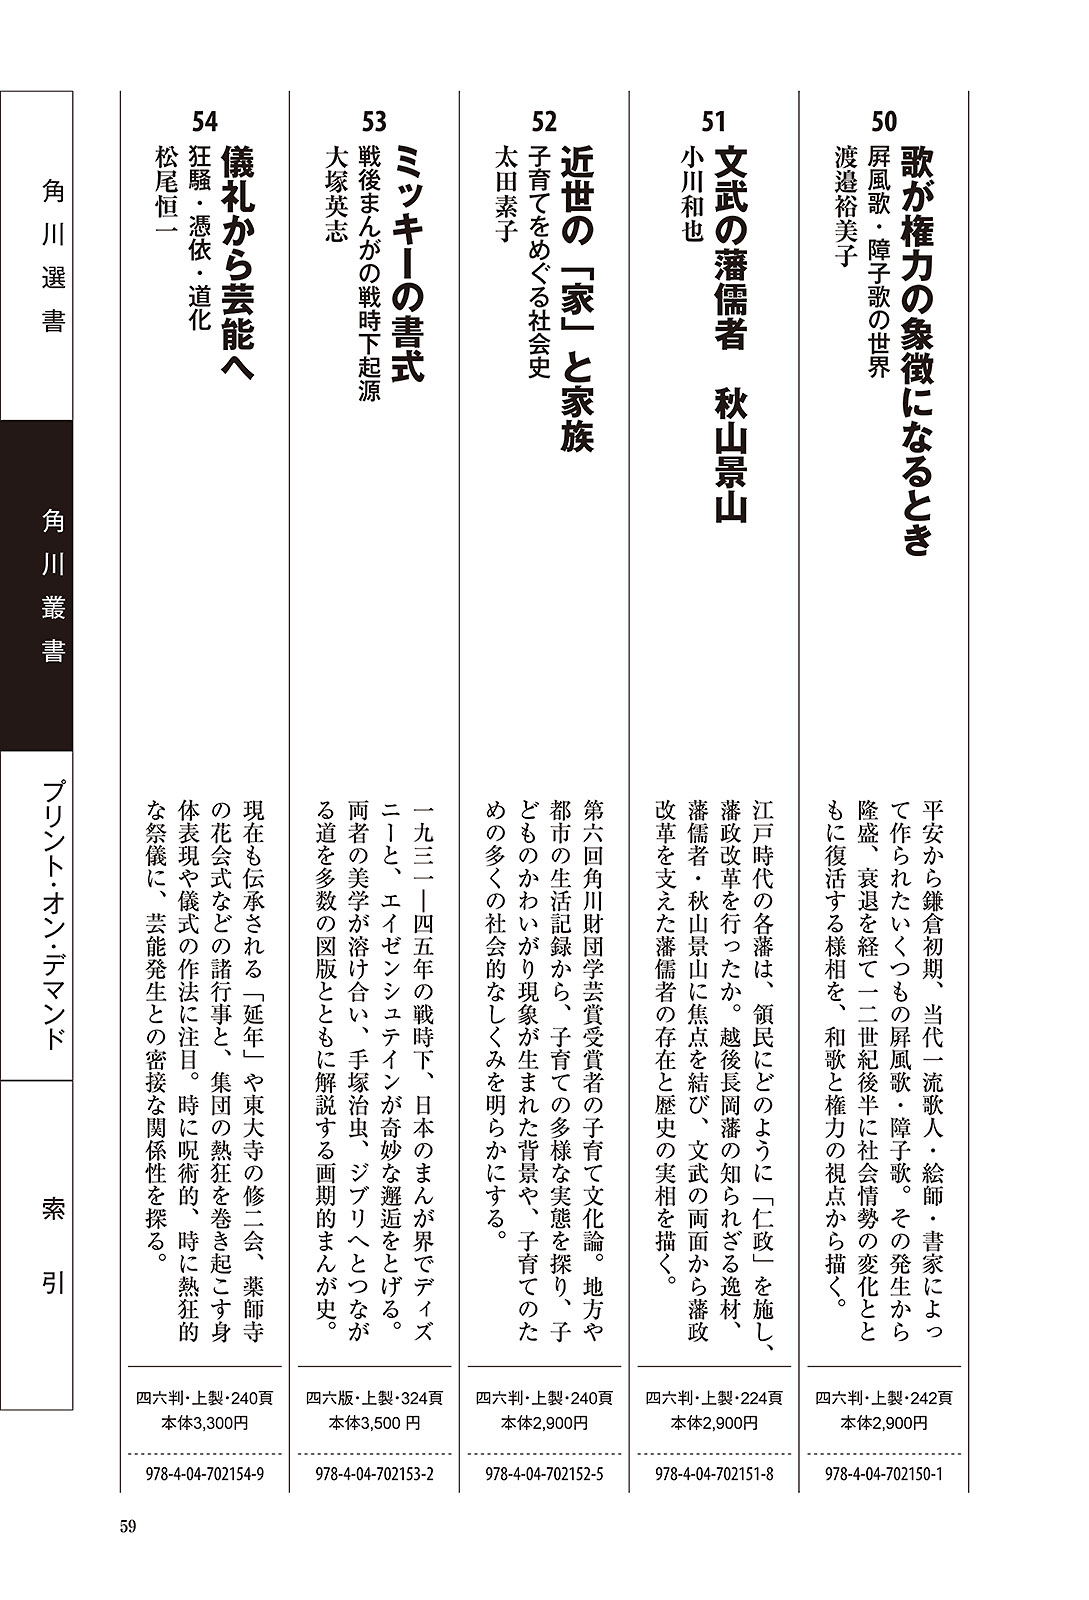 50
歌が権力の象徴になるとき
屛風歌・障子歌の世界
渡邉裕美子
平安から鎌倉初期、当代一流歌人・絵師・書家によっ
て作られたいくつもの屛風歌・障子歌。その発生から
隆盛、衰退を経て一二世紀後半に社会情勢の変化とと
もに復活する様相を、和歌と権力の視点から描く。
四六判・上製・242頁
本体2,900円
978-4-04-702150-1
51
文武の藩儒者　秋山景山
小川和也
江戸時代の各藩は、領民にどのように「仁政」を施し、
藩政改革を行ったか。越後長岡藩の知られざる逸材、
藩儒者・秋山景山に焦点を結び、文武の両面から藩政
改革を支えた藩儒者の存在と歴史の実相を描く。
四六判・上製・224頁
本体2,900円
978-4-04-702151-8
52
近世の「家」と家族
子育てをめぐる社会史
太田素子
第六回角川財団学芸賞受賞者の子育て文化論。地方や
都市の生活記録から、子育ての多様な実態を探り、子
どものかわいがり現象が生まれた背景や、子育てのた
めの多くの社会的なしくみを明らかにする。
四六判・上製・240頁
本体2,900円
978-4-04-702152-5
53
ミッキーの書式
戦後まんがの戦時下起源
大塚英志
一九三一―四五年の戦時下、日本のまんが界でディズ
ニーと、エイゼンシュテインが奇妙な邂逅をとげる。
両者の美学が溶け合い、手塚治虫、ジブリへとつなが
る道を多数の図版とともに解説する画期的まんが史。
四六版・上製・324頁
本体3,500 円
978-4-04-702153-2
54
儀礼から芸能へ
狂騒・憑依・道化
松尾恒一
現在も伝承される「延年」や東大寺の修二会、薬師寺
の花会式などの諸行事と、集団の熱狂を巻き起こす身
体表現や儀式の作法に注目。時に呪術的、時に熱狂的
な祭儀に、芸能発生との密接な関係性を探る。
四六判・上製・240頁
本体3,300円
978-4-04-702154-9
角川選書
角川叢書
プリント・オン・デマンド
索引
59